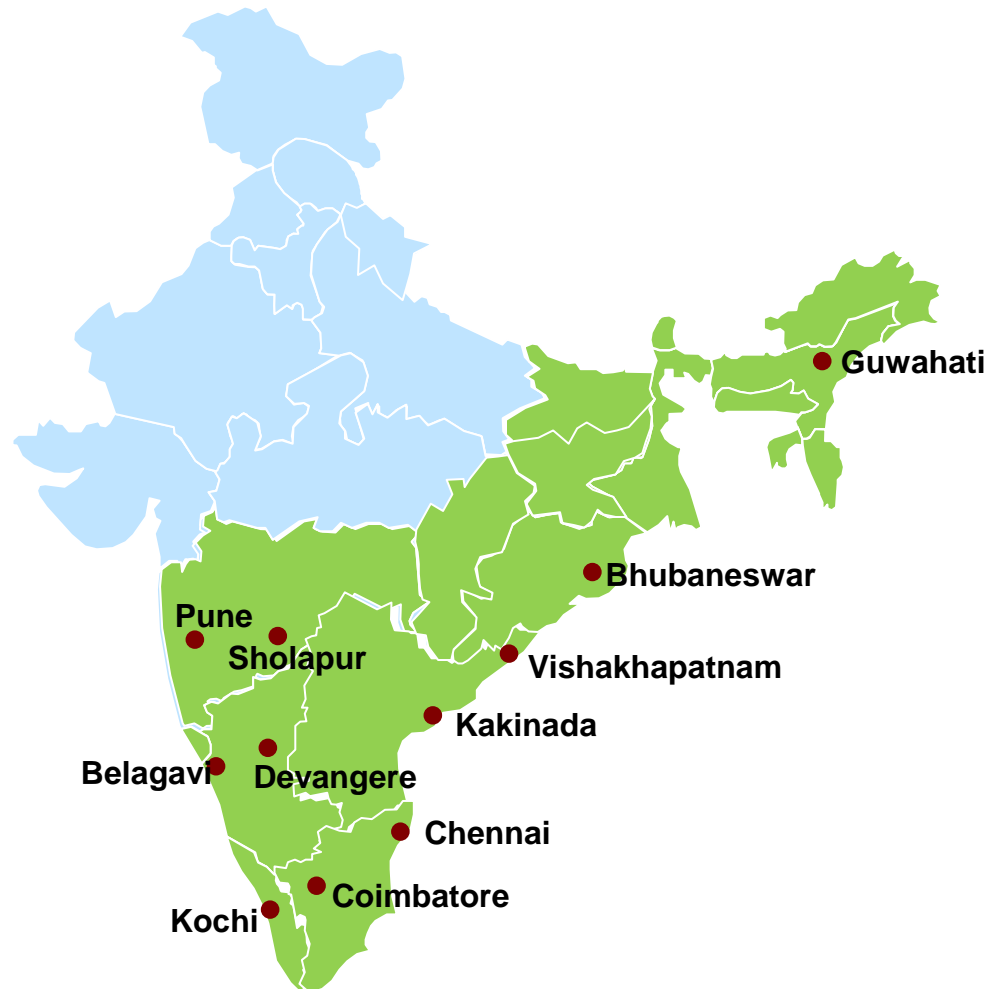 Guwahati
Bhubaneswar
Pune
Sholapur
Vishakhapatnam
Kakinada
Belagavi
Devangere
Chennai
Coimbatore
Kochi